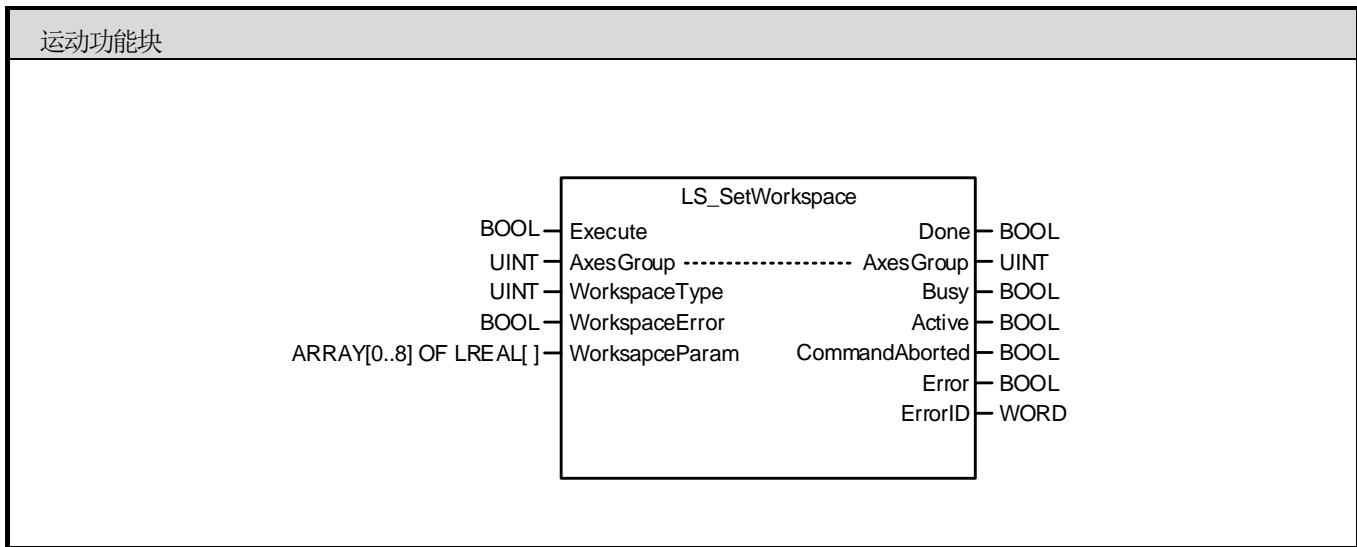 运动功能块
LS_SetWorkspace
BOOL Execute Done BOOL
UINT AxesGroup AxesGroup UINT
UINT WorkspaceType Busy BOOL
BOOL WorkspaceError Active BOOL
ARRAY[0..8] OF LREAL[ ] WorksapceParam CommandAborted BOOL
Error BOOL
ErrorID WORD